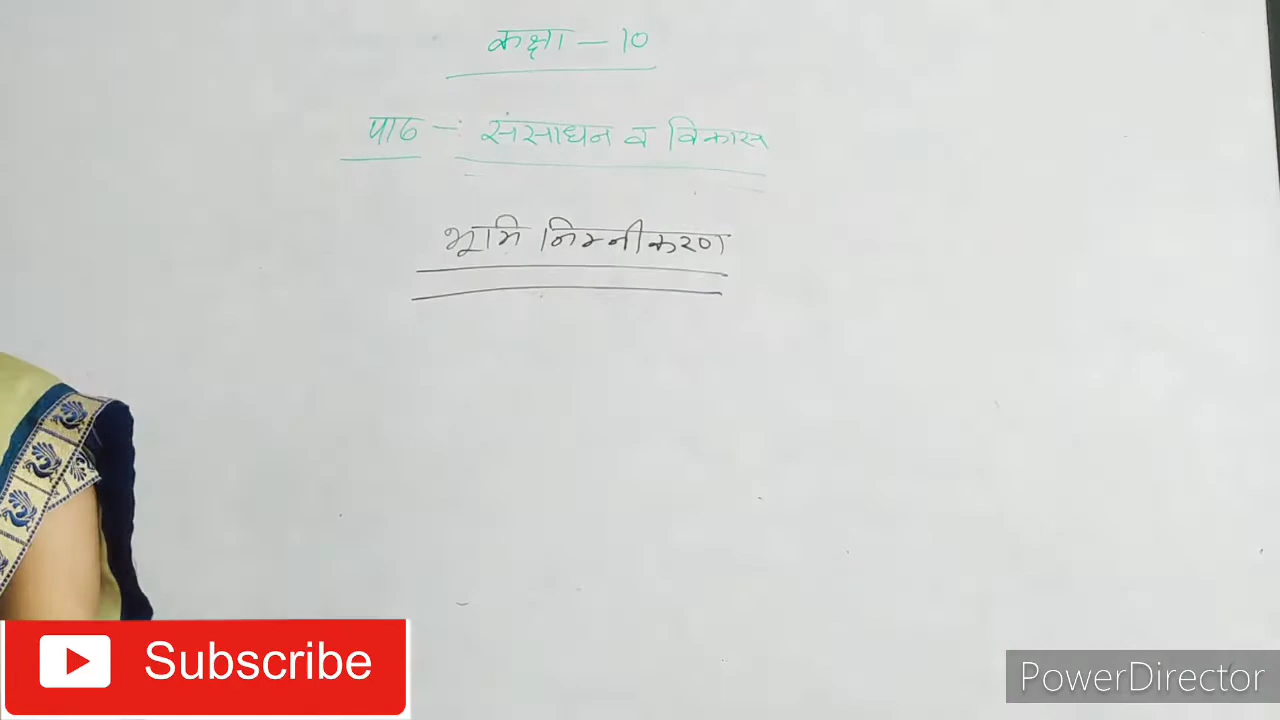 कक्षा – 10
पाठ – : संसाधन व विकास
भूमि निम्नीकरण
Subscribe
PowerDirector